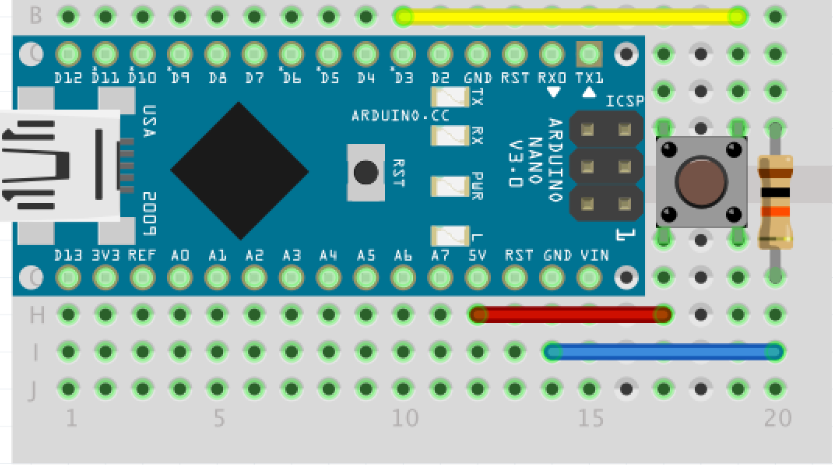 B
C
D12 D11 D10 D9 D8 D7 D6 D5 D4 D3 D2 GND RST RX0 TX1
ICSP
TX
ARDUINO.CC
RX
RST
PWR
L
ARDUINO
NANO
V3.0
USA
2009
1
D13 3V3 REF A0 A1 A2 A3 A4 A5 A6 A7 5V RST GND VIN
G
H
I
J
1 5 10 15 20